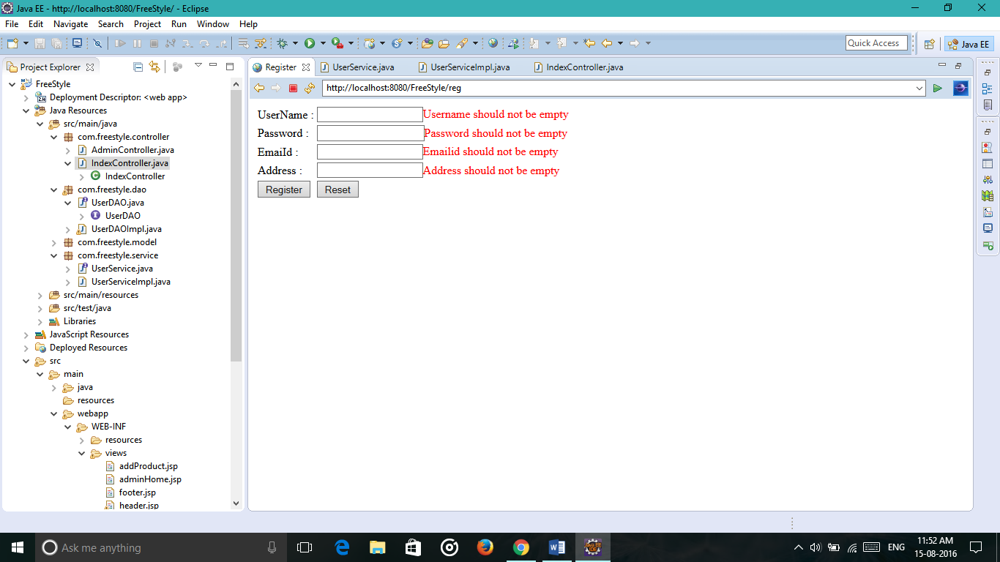 Java EE - http://localhost:8080/FreeStyle/ - Eclipse
File Edit Navigate Search Project Run Window Help
Quick Access
Java EE
Project Explorer
FreeStyle
Deployment Descriptor: <web app>
Java Resources
src/main/java
com.freestyle.controller
AdminController.java
IndexController.java
IndexController
com.freestyle.dao
UserDAO.java
UserDAO
UserDAOImpl.java
com.freestyle.model
com.freestyle.service
UserService.java
UserServiceImpl.java
src/main/resources
src/test/java
Libraries
JavaScript Resources
Deployed Resources
src
main
java
resources
webapp
WEB-INF
resources
views
addProduct.jsp
adminHome.jsp
footer.jsp
header.jsp
Register UserService.java UserServiceImpl.java IndexController.java
http://localhost:8080/FreeStyle/reg
UserName : Username should not be empty
Password : Password should not be empty
EmaiId : Emailid should not be empty
Address : Address should not be empty
Register Reset
Ask me anything
ENG
11:52 AM
15-08-2016